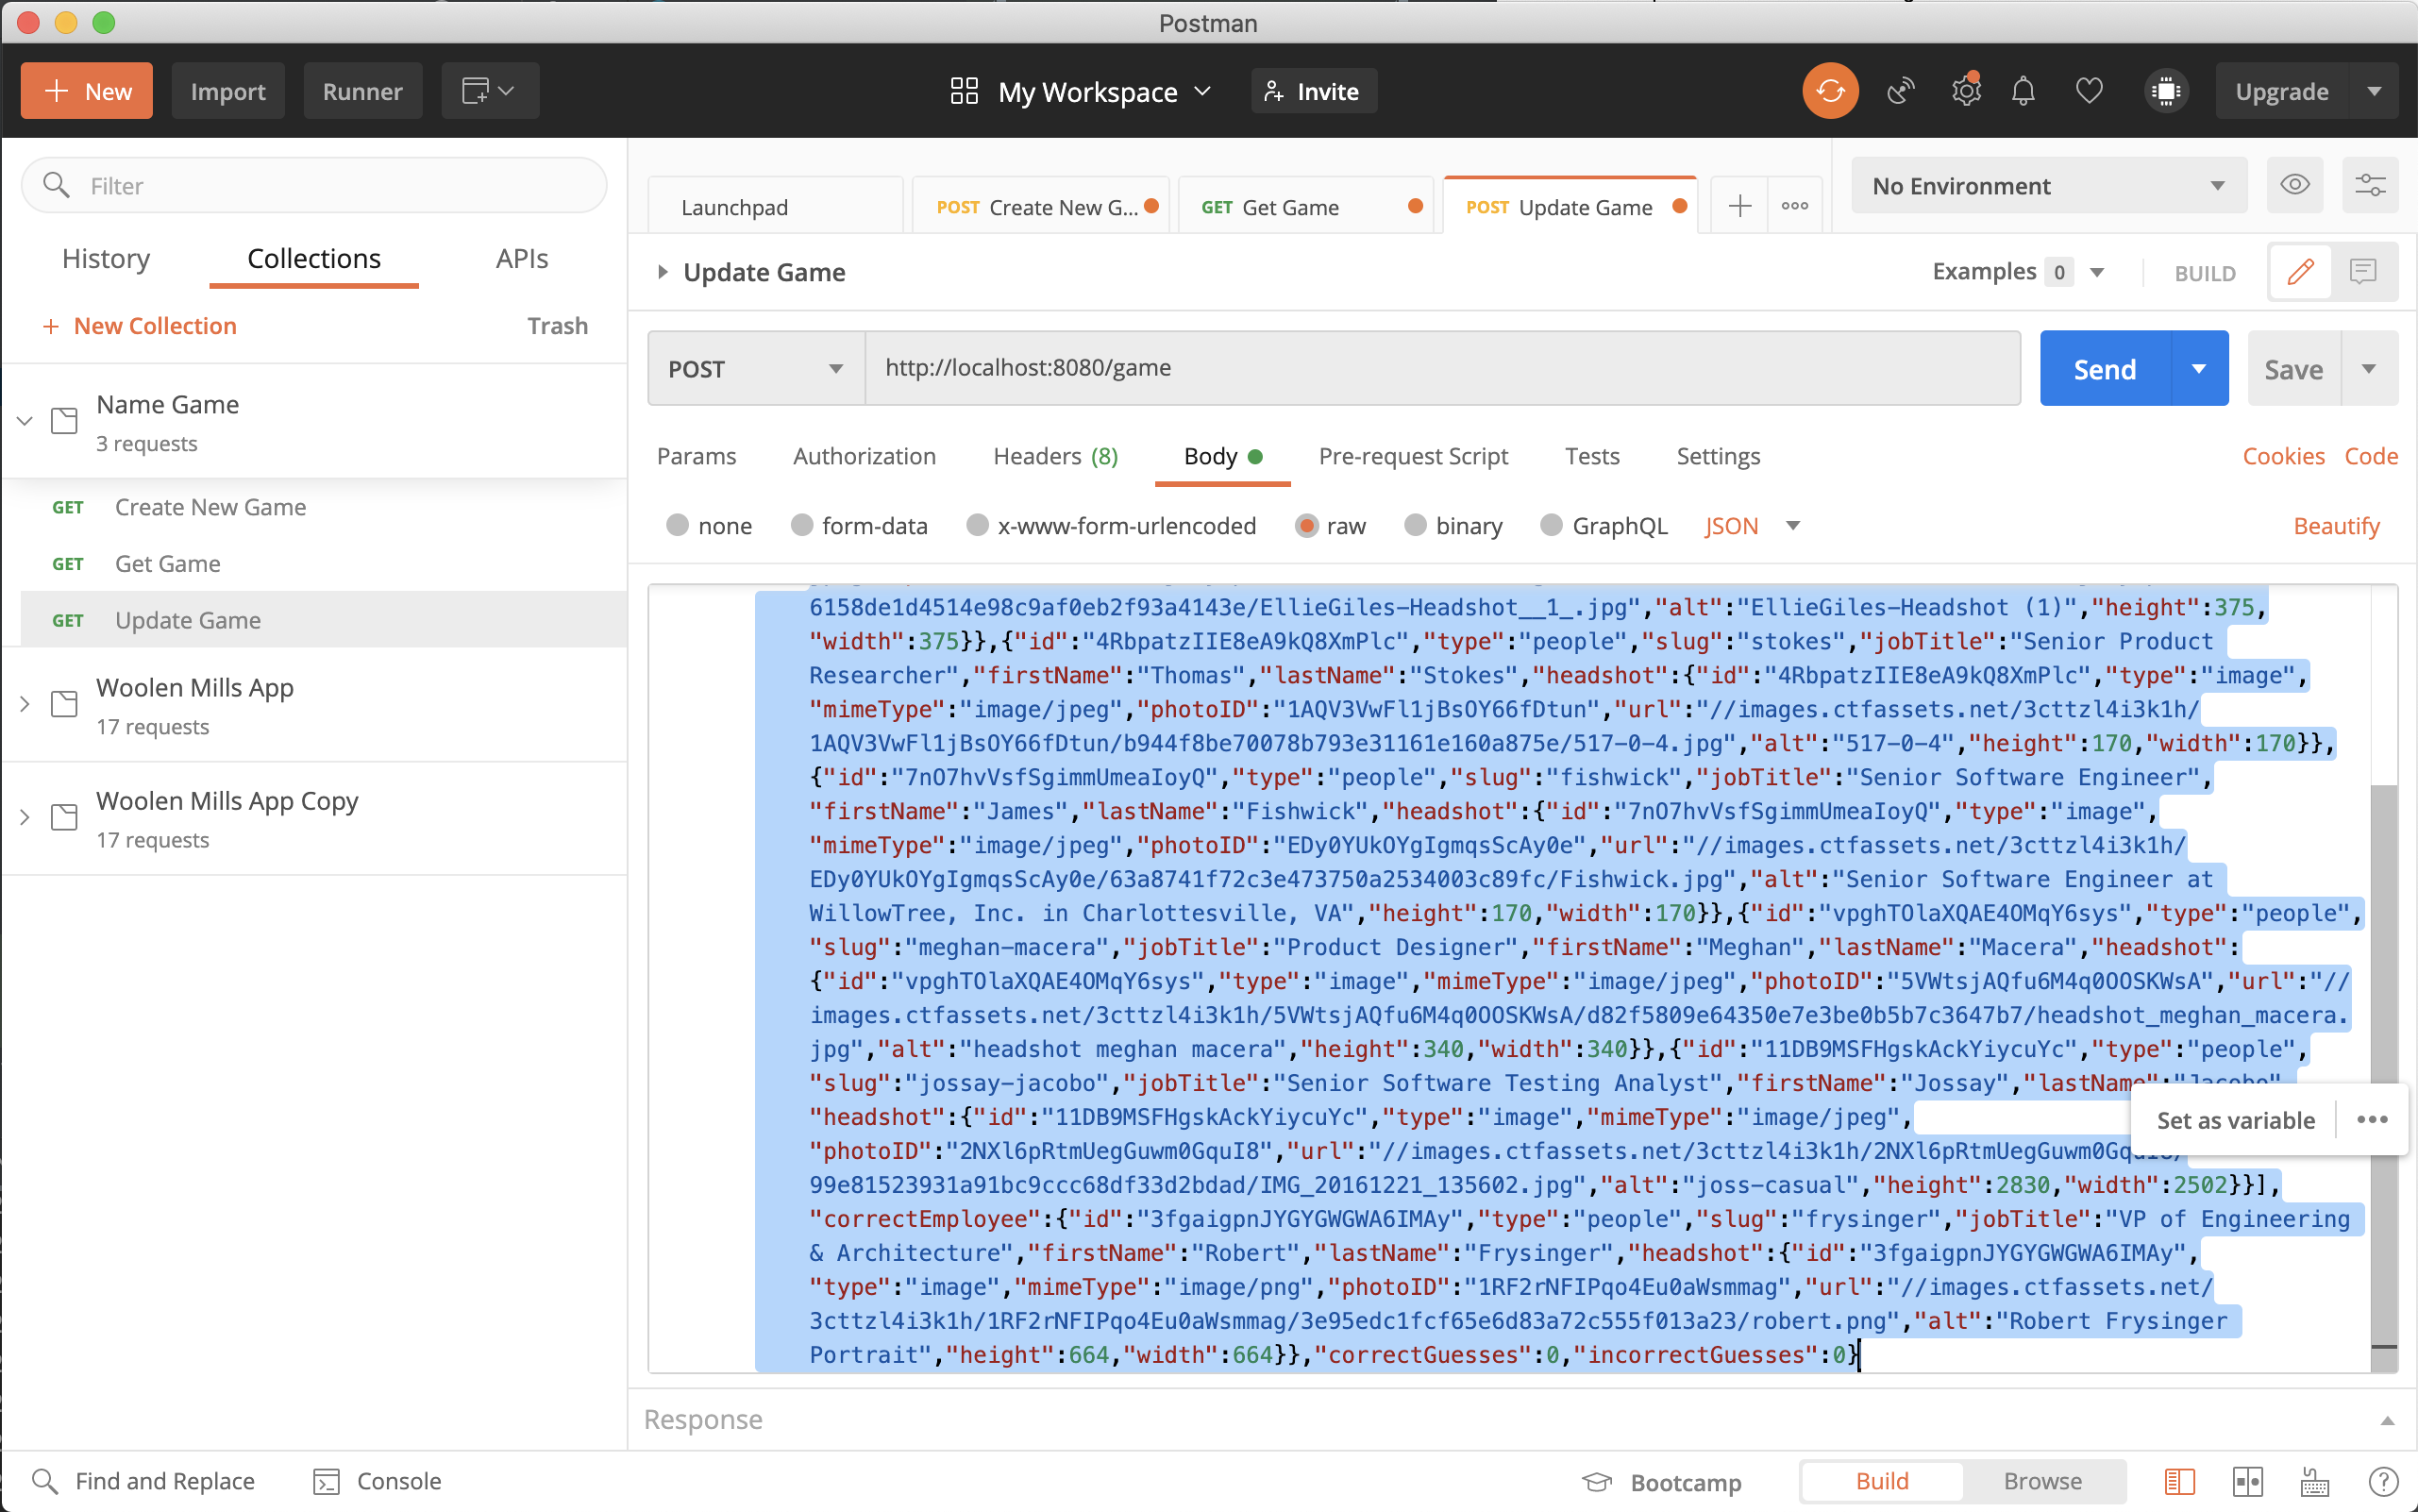 Postman
New
Import
Runner
My Workspace
Invite
Upgrade
Filter
History
Collections
APIs
New Collection
Trash
Name Game
3 requests
GET Create New Game
GET Get Game
GET Update Game
Woolen Mills App
17 requests
Woolen Mills App Copy
17 requests
Launchpad
POST Create New G...
GET Get Game
POST Update Game
No Environment
Update Game
Examples 0
BUILD
POST
http://localhost:8080/game
Send
Save
Params
Authorization
Headers (8)
Body
Pre-request Script
Tests
Settings
Cookies
Code
none
form-data
x-www-form-urlencoded
raw
binary
GraphQL
JSON
Beautify
6158de1d4514e98c9af0eb2f93a4143e/EllieGiles-Headshot__1_.jpg","alt":"EllieGiles-Headshot (1)","height":375,
"width":375}},{"id":"4RbpatzIIE8eA9kQ8XmPlc","type":"people","slug":"stokes","jobTitle":"Senior Product
Researcher","firstName":"Thomas","lastName":"Stokes","headshot":{"id":"4RbpatzIIE8eA9kQ8XmPlc","type":"image",
"mimeType":"image/jpeg","photoID":"1AQV3VwFl1jBsOY66fDtun","url":"//images.ctfassets.net/3cttzl4i3k1h/
1AQV3VwFl1jBsOY66fDtun/b944f8be70078b793e31161e160a875e/517-0-4.jpg","alt":"517-0-4","height":170,"width":170}},
{"id":"7nO7hvVsfSgimmUmeaIoyQ","type":"people","slug":"fishwick","jobTitle":"Senior Software Engineer",
"firstName":"James","lastName":"Fishwick","headshot":{"id":"7nO7hvVsfSgimmUmeaIoyQ","type":"image",
"mimeType":"image/jpeg","photoID":"EDy0YUkOYgIgmqsScAy0e","url":"//images.ctfassets.net/3cttzl4i3k1h/
EDy0YUkOYgIgmqsScAy0e/63a8741f72c3e473750a2534003c89fc/Fishwick.jpg","alt":"Senior Software Engineer at
WillowTree, Inc. in Charlottesville, VA","height":170,"width":170}},{"id":"vpghTOlaXQAE4OMqY6sys","type":"people",
"slug":"meghan-macera","jobTitle":"Product Designer","firstName":"Meghan","lastName":"Macera","headshot":
{"id":"vpghTOlaXQAE4OMqY6sys","type":"image","mimeType":"image/jpeg","photoID":"5VWtsjAQfu6M4q0OOSKWsA","url":"//
images.ctfassets.net/3cttzl4i3k1h/5VWtsjAQfu6M4q0OOSKWsA/d82f5809e64350e7e3be0b5b7c3647b7/headshot_meghan_macera.
jpg","alt":"headshot meghan macera","height":340,"width":340}},{"id":"11DB9MSFHgskAckYiycuYc","type":"people",
"slug":"jossay-jacobo","jobTitle":"Senior Software Testing Analyst","firstName":"Jossay","lastName":"Jacobo",
"headshot":{"id":"11DB9MSFHgskAckYiycuYc","type":"image","mimeType":"image/jpeg",
Set as variable
"photoID":"2NXl6pRtmUegGuwm0GquI8","url":"//images.ctfassets.net/3cttzl4i3k1h/2NXl6pRtmUegGuwm0GquI8/
99e81523931a91bc9ccc68df33d2bdad/IMG_20161221_135602.jpg","alt":"joss-casual","height":2830,"width":2502}}],
"correctEmployee":{"id":"3fgaigpnJYGYGWGWA6IMAy","type":"people","slug":"frysinger","jobTitle":"VP of Engineering
& Architecture","firstName":"Robert","lastName":"Frysinger","headshot":{"id":"3fgaigpnJYGYGWGWA6IMAy",
"type":"image","mimeType":"image/png","photoID":"1RF2rNFIPqo4Eu0aWsmmag","url":"//images.ctfassets.net/
3cttzl4i3k1h/1RF2rNFIPqo4Eu0aWsmmag/3e95edc1fcf65e6d83a72c555f013a23/robert.png","alt":"Robert Frysinger
Portrait","height":664,"width":664}},"correctGuesses":0,"incorrectGuesses":0}
Response
Find and Replace
Console
Bootcamp
Build
Browse